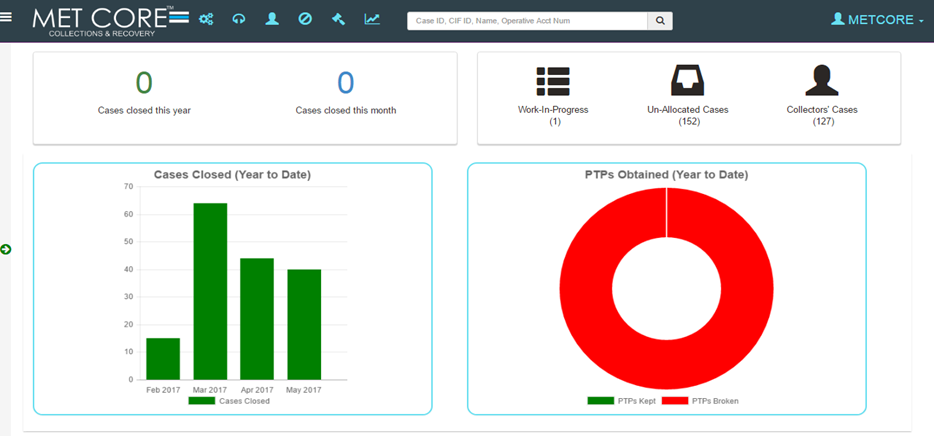 MET CORE™
COLLECTIONS & RECOVERY
Case ID, CIF ID, Name, Operative Acct Num
METCORE
0
Cases closed this year
0
Cases closed this month
Work-In-Progress
(1)
Un-Allocated Cases
(152)
Collectors' Cases
(127)
Cases Closed (Year to Date)
70
60
50
40
30
20
10
0
Feb 2017 Mar 2017 Apr 2017 May 2017
Cases Closed
PTPs Obtained (Year to Date)
PTPs Kept PTPs Broken